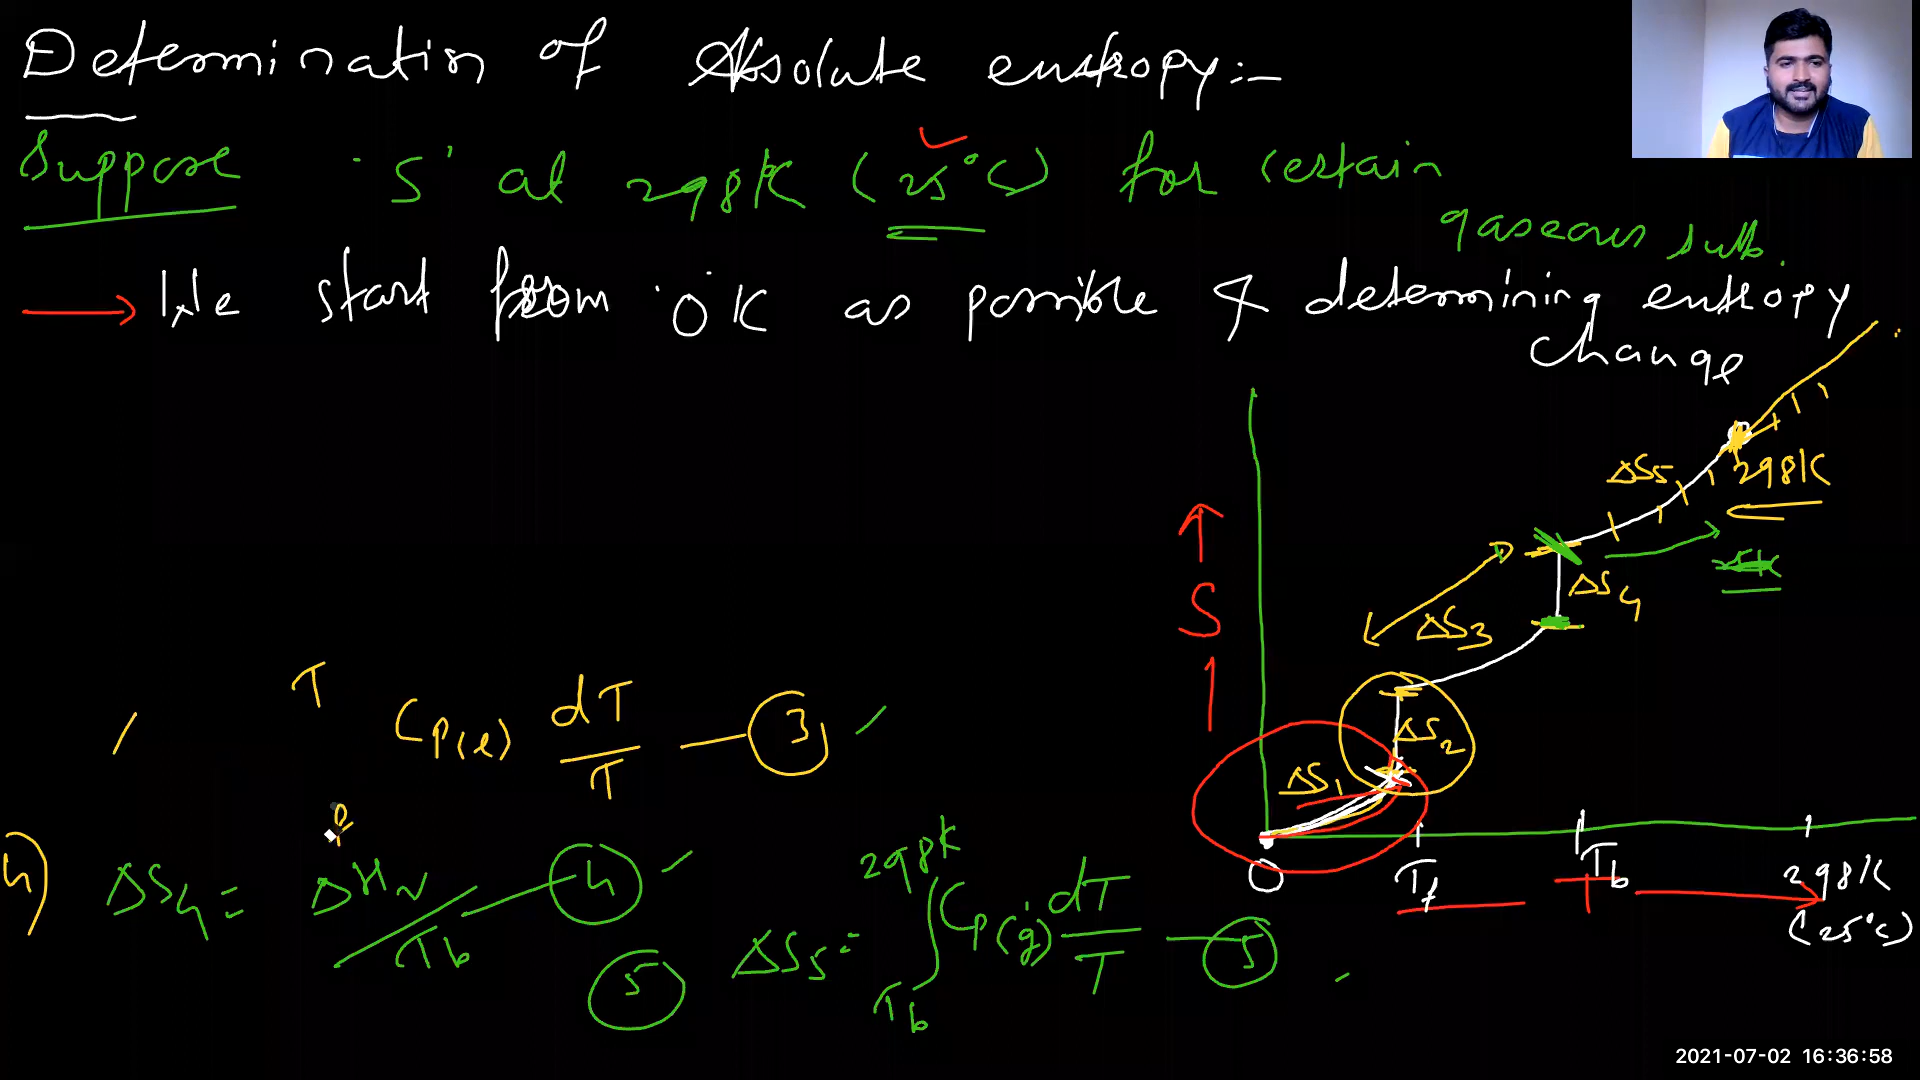 Determination of Absolute entropy:-
Suppose 'S' at 298K (25°C) for certain
gaseous sub.
→ We start from 0K as possible & determining entropy
change
ΔS5 298K
ΔS4
↑ S
ΔS3
ΔS2
ΔS1
T
Cp(l) dT/T — 3
4) ΔS4 = ΔHv/Tb — 4
5 ΔS5 = ∫ Tb 298K Cp(g) dT/T — 5
0 Tf Tb 298K
(25°C)
2021-07-02 16:36:58